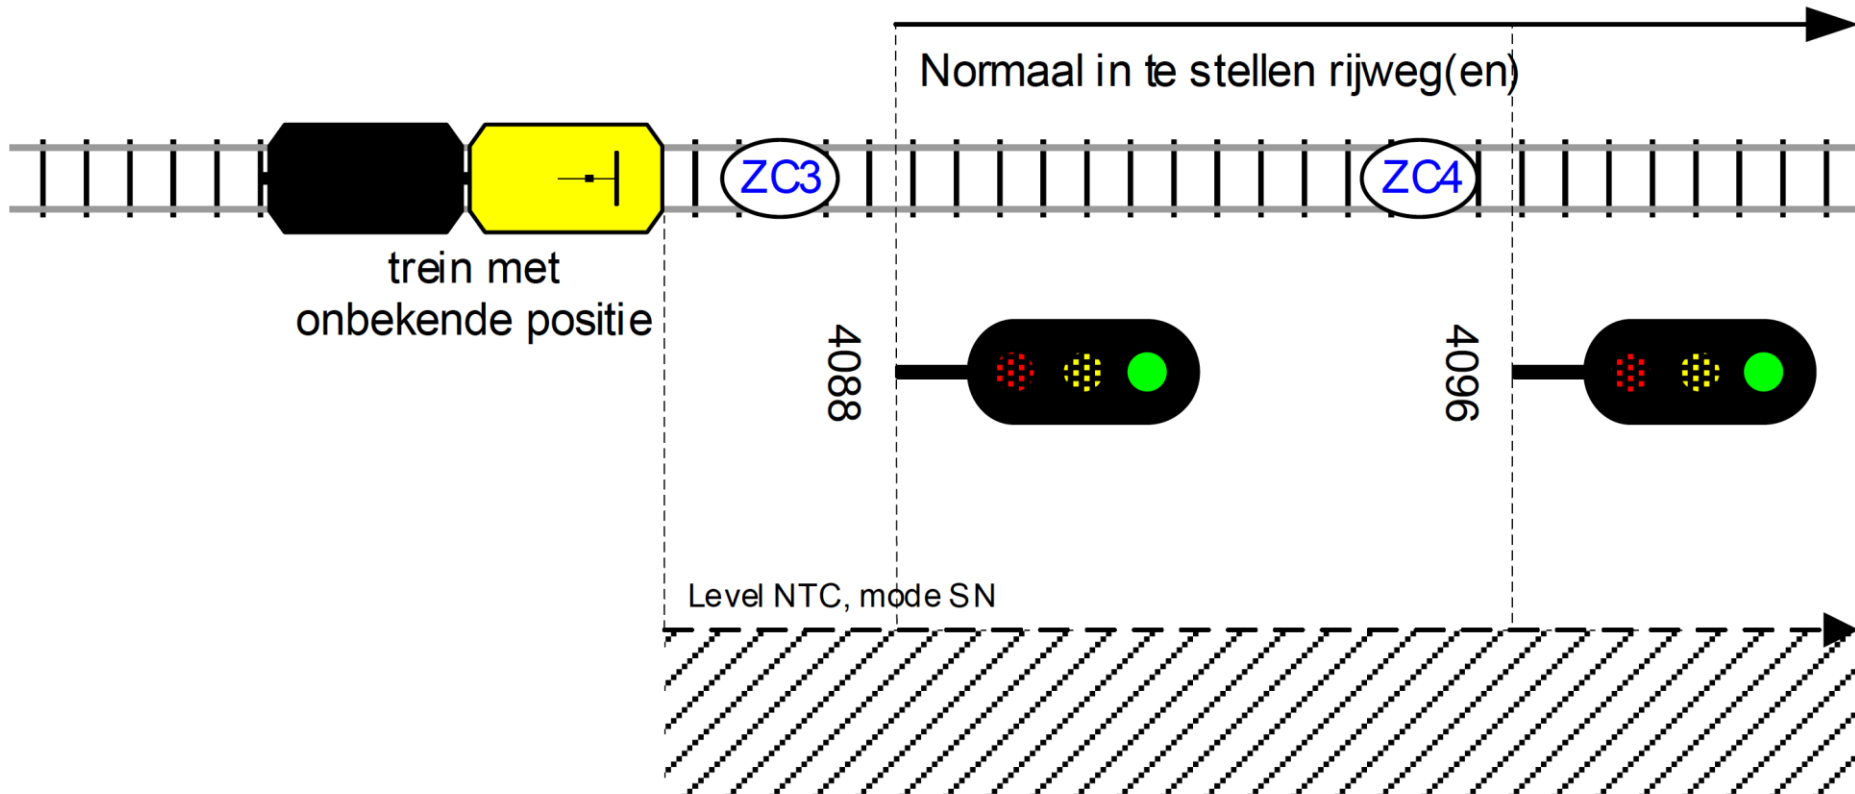 Normaal in te stellen rijweg(en)
ZC3
ZC4
trein met
onbekende positie
4088
4096
Level NTC, mode SN